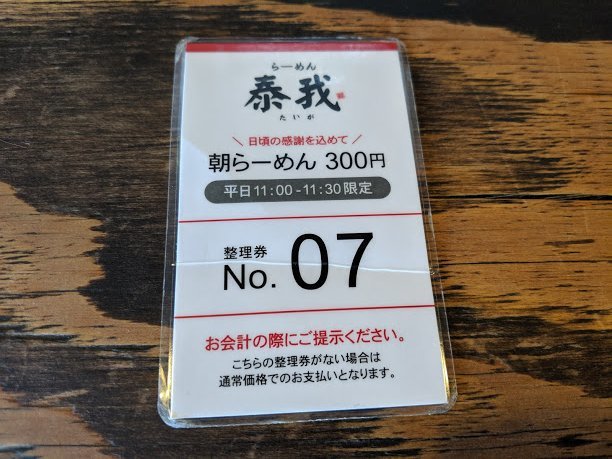 らーめん
泰我
たいが
＼ 日頃の感謝を込めて ／
朝らーめん 300円
平日11：00 - 11：30 限定
整理券
No. 07
お会計の際にご提示ください。
こちらの整理券がない場合は
通常価格でのお支払いとなります。